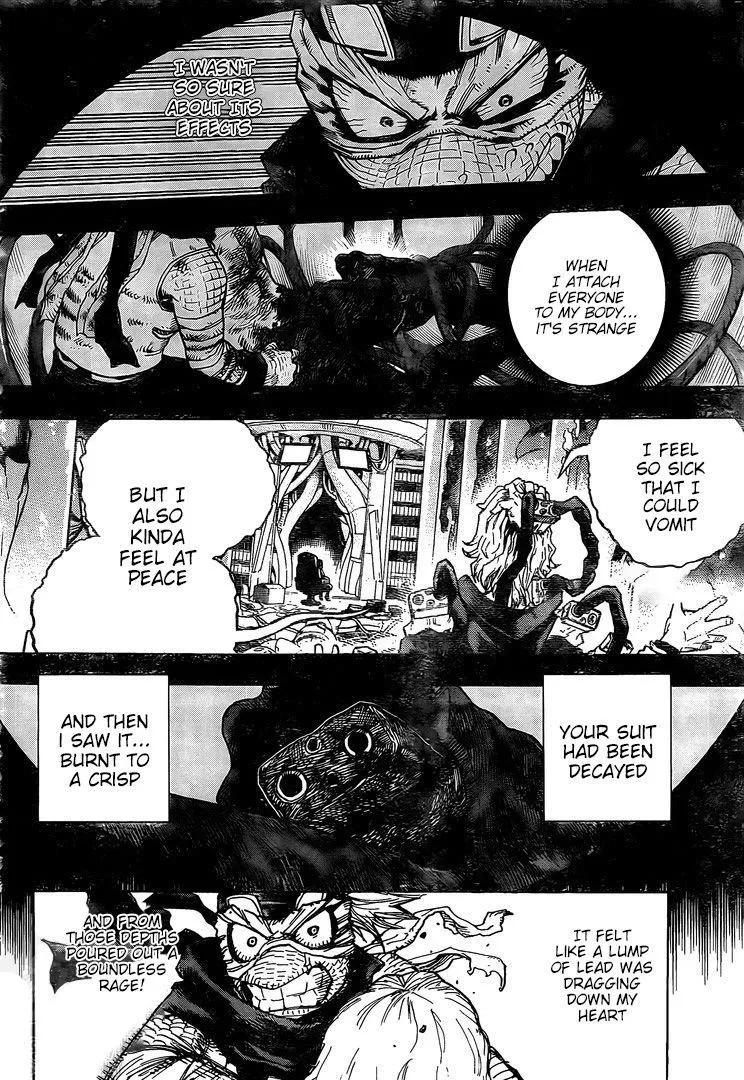 I WASN'T
SO SURE
ABOUT ITS
EFFECTS
WHEN
I ATTACH
EVERYONE
TO MY BODY...
IT'S STRANGE
I FEEL
SO SICK
THAT I
COULD
VOMIT
BUT I
ALSO
KINDA
FEEL AT
PEACE
YOUR SUIT
HAD BEEN
DECAYED
AND THEN
I SAW IT...
BURNT TO
A CRISP
IT FELT
LIKE A LUMP
OF LEAD WAS
DRAGGING
DOWN MY
HEART
AND FROM
THOSE DEPTHS
POURED OUT A
BOUNDLESS
RAGE!